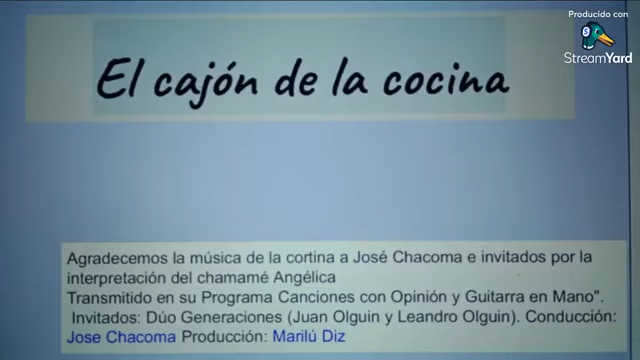 Producido con
StreamYard
El cajón de la cocina
Agradecemos la música de la cortina a José Chacoma e invitados por la
interpretación del chamamé Angélica
Transmitido en su Programa Canciones con Opinión y Guitarra en Mano".
Invitados: Dúo Generaciones (Juan Olguin y Leandro Olguin). Conducción:
Jose Chacoma Producción: Marilú Diz